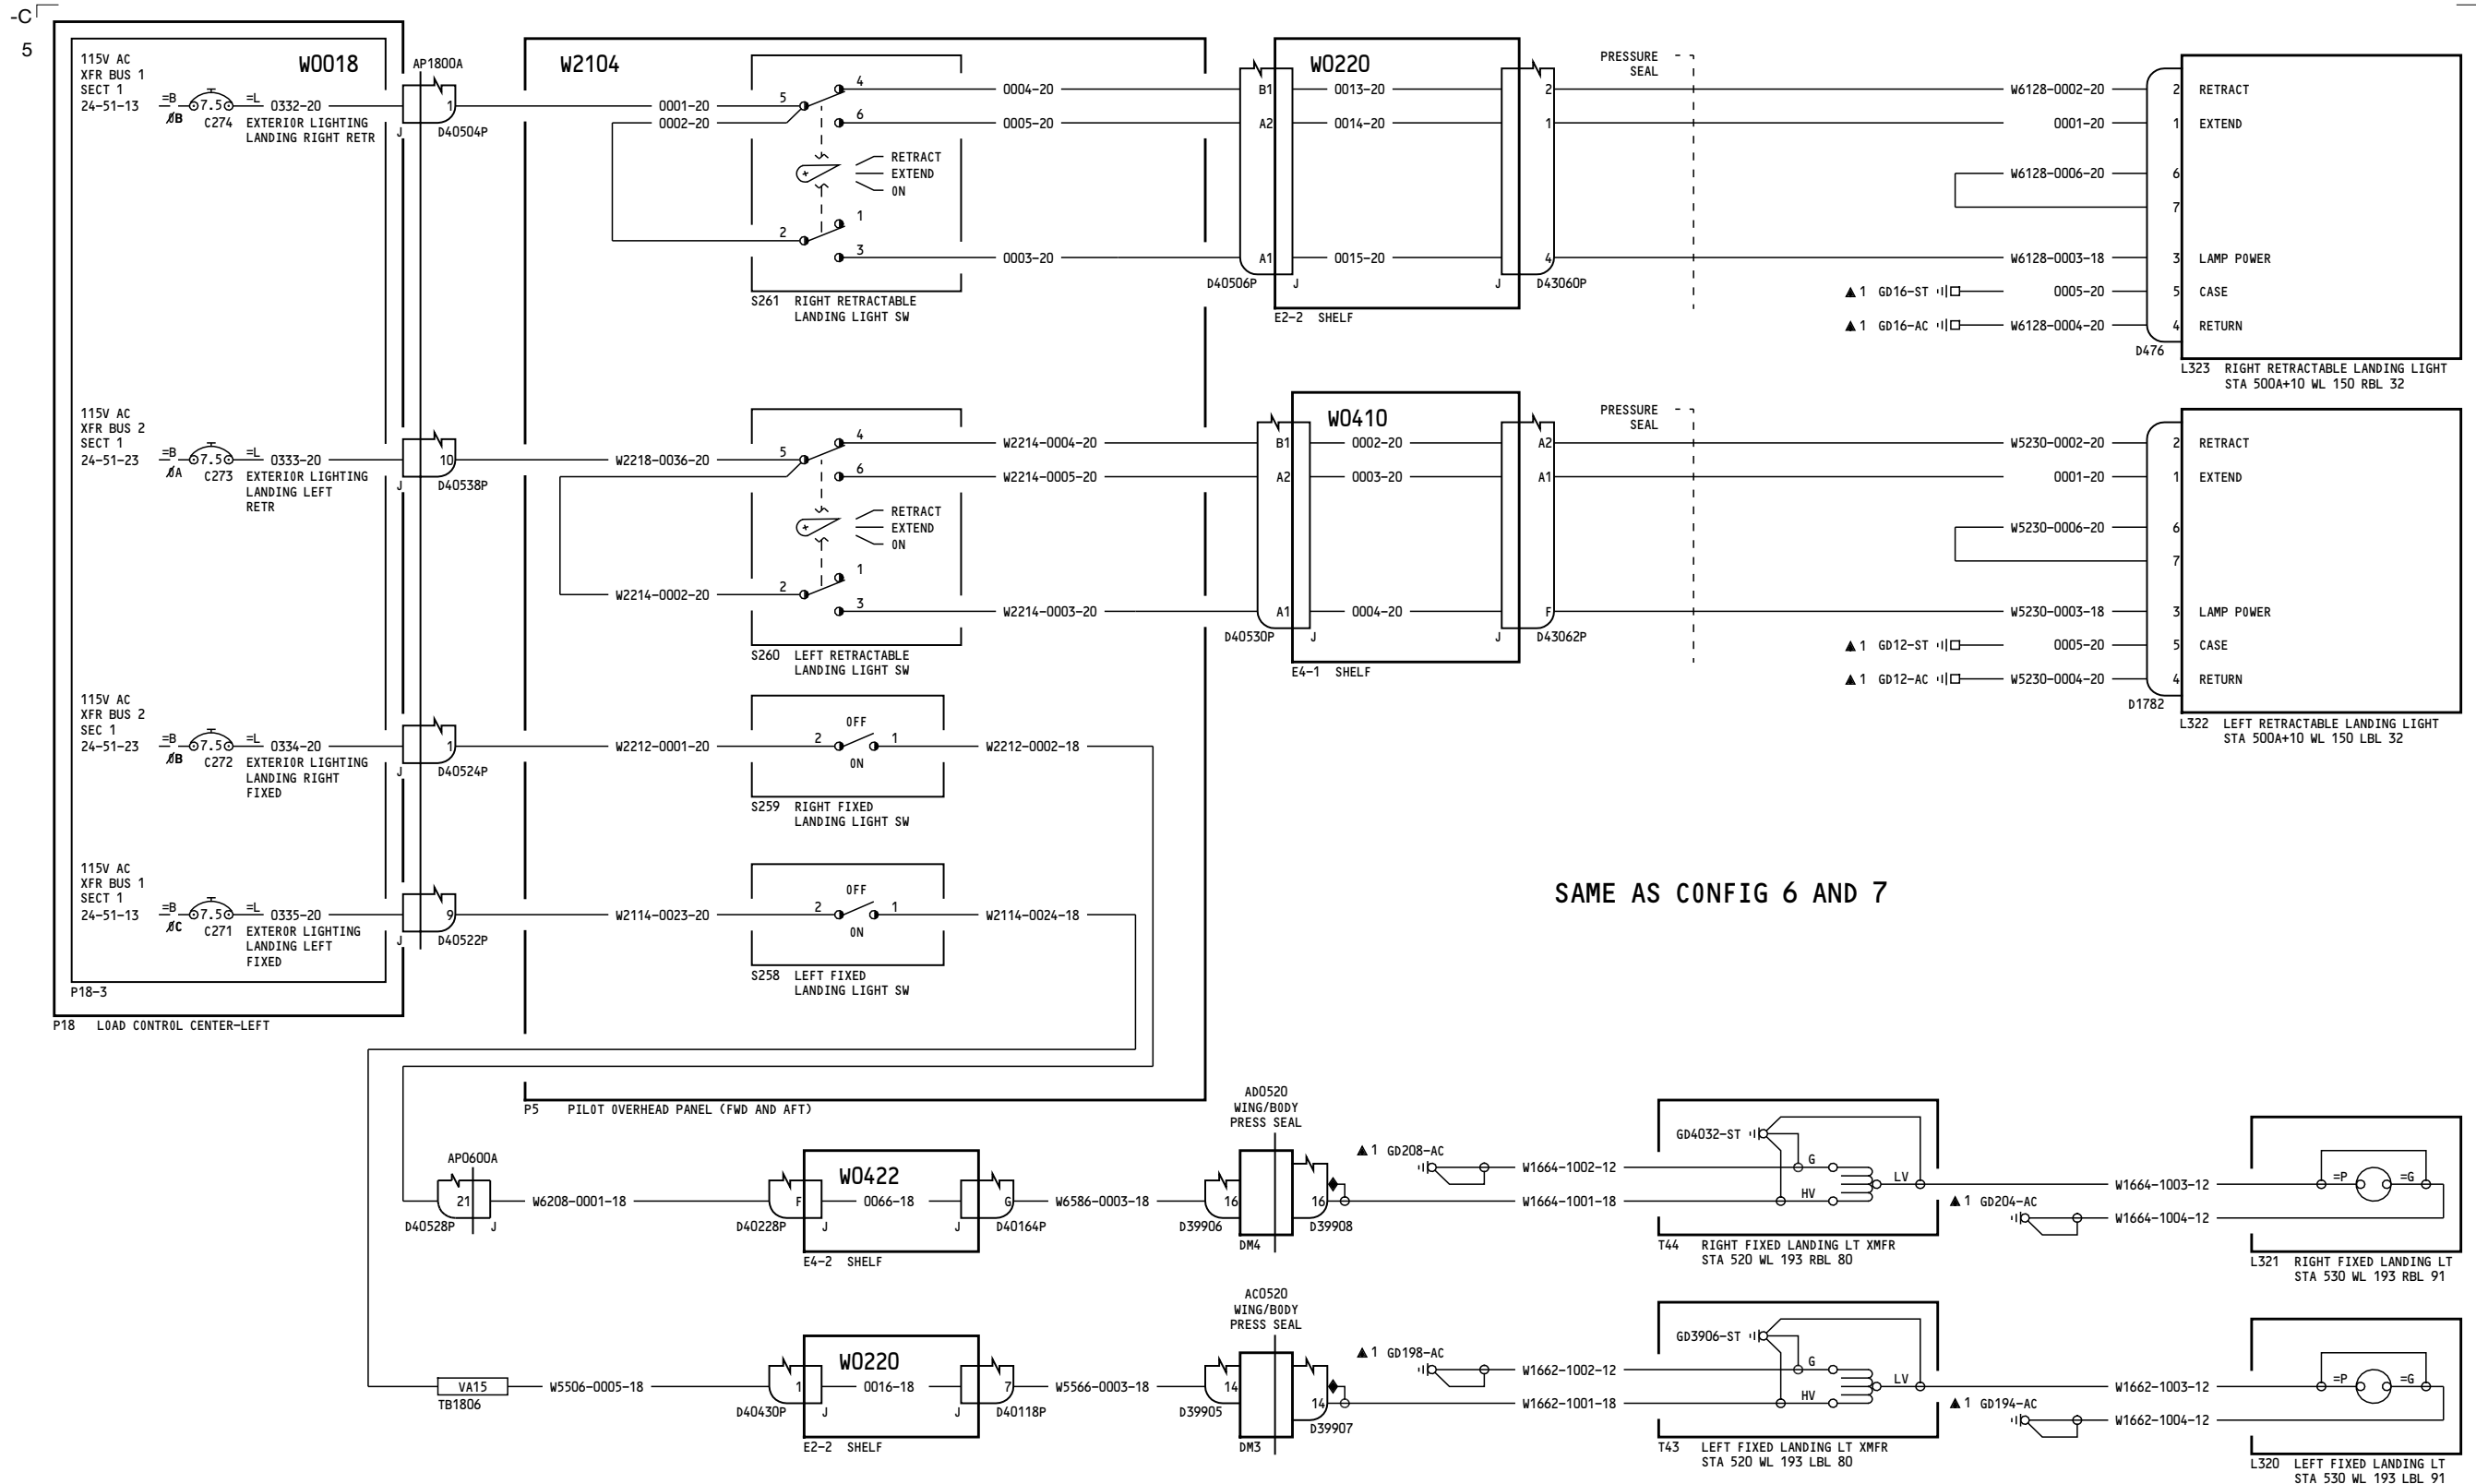 -C
5
115V AC
XFR BUS 1
SECT 1
24-51-13
=B
ØB
7.5
C274
=L
0332-20
EXTERIOR LIGHTING
LANDING RIGHT RETR
W0018
AP1800A
1
J
D40504P
W2104
0001-20
0002-20
5
4
6
RETRACT
EXTEND
ON
2
1
3
S261 RIGHT RETRACTABLE
LANDING LIGHT SW
0004-20
0005-20
0003-20
B1
A2
A1
D40506P
J
W0220
0013-20
0014-20
0015-20
2
1
4
J
D43060P
E2-2 SHELF
PRESSURE
SEAL
W6128-0002-20
0001-20
W6128-0006-20
W6128-0003-18
▲1 GD16-ST
0005-20
▲1 GD16-AC
W6128-0004-20
2 RETRACT
1 EXTEND
6
7
3 LAMP POWER
5 CASE
4 RETURN
D476
L323 RIGHT RETRACTABLE LANDING LIGHT
STA 500A+10 WL 150 RBL 32
115V AC
XFR BUS 2
SECT 1
24-51-23
=B
ØA
7.5
C273
=L
0333-20
EXTERIOR LIGHTING
LANDING LEFT
RETR
10
J
D40538P
W2218-0036-20
W2214-0002-20
5
4
6
RETRACT
EXTEND
ON
2
1
3
S260 LEFT RETRACTABLE
LANDING LIGHT SW
W2214-0004-20
W2214-0005-20
W2214-0003-20
B1
A2
A1
D40530P
J
W0410
0002-20
0003-20
0004-20
A2
A1
F
J
D43062P
E4-1 SHELF
PRESSURE
SEAL
W5230-0002-20
0001-20
W5230-0006-20
W5230-0003-18
▲1 GD12-ST
0005-20
▲1 GD12-AC
W5230-0004-20
2 RETRACT
1 EXTEND
6
7
3 LAMP POWER
5 CASE
4 RETURN
D1782
L322 LEFT RETRACTABLE LANDING LIGHT
STA 500A+10 WL 150 LBL 32
115V AC
XFR BUS 2
SEC 1
24-51-23
=B
ØB
7.5
C272
=L
0334-20
EXTERIOR LIGHTING
LANDING RIGHT
FIXED
1
J
D40524P
W2212-0001-20
OFF
2
1
ON
W2212-0002-18
S259 RIGHT FIXED
LANDING LIGHT SW
115V AC
XFR BUS 1
SECT 1
24-51-13
=B
ØC
7.5
C271
=L
0335-20
EXTEROR LIGHTING
LANDING LEFT
FIXED
9
J
D40522P
W2114-0023-20
OFF
2
1
ON
W2114-0024-18
S258 LEFT FIXED
LANDING LIGHT SW
SAME AS CONFIG 6 AND 7
P18-3
P18 LOAD CONTROL CENTER-LEFT
P5 PILOT OVERHEAD PANEL (FWD AND AFT)
AP0600A
21
D40528P
J
W6208-0001-18
F
D40228P
J
W0422
0066-18
J
G
D40164P
E4-2 SHELF
W6586-0003-18
AD0520
WING/BODY
PRESS SEAL
16
D39906
DM4
16
D39908
▲1 GD208-AC
W1664-1002-12
W1664-1001-18
GD4032-ST
G
HV
LV
T44 RIGHT FIXED LANDING LT XMFR
STA 520 WL 193 RBL 80
▲1 GD204-AC
W1664-1003-12
W1664-1004-12
=P
=G
L321 RIGHT FIXED LANDING LT
STA 530 WL 193 RBL 91
VA15
TB1806
W5506-0005-18
1
D40430P
J
W0220
0016-18
J
7
D40118P
E2-2 SHELF
W5566-0003-18
AC0520
WING/BODY
PRESS SEAL
14
D39905
DM3
14
D39907
▲1 GD198-AC
W1662-1002-12
W1662-1001-18
GD3906-ST
G
HV
LV
T43 LEFT FIXED LANDING LT XMFR
STA 520 WL 193 LBL 80
▲1 GD194-AC
W1662-1003-12
W1662-1004-12
=P
=G
L320 LEFT FIXED LANDING LT
STA 530 WL 193 LBL 91